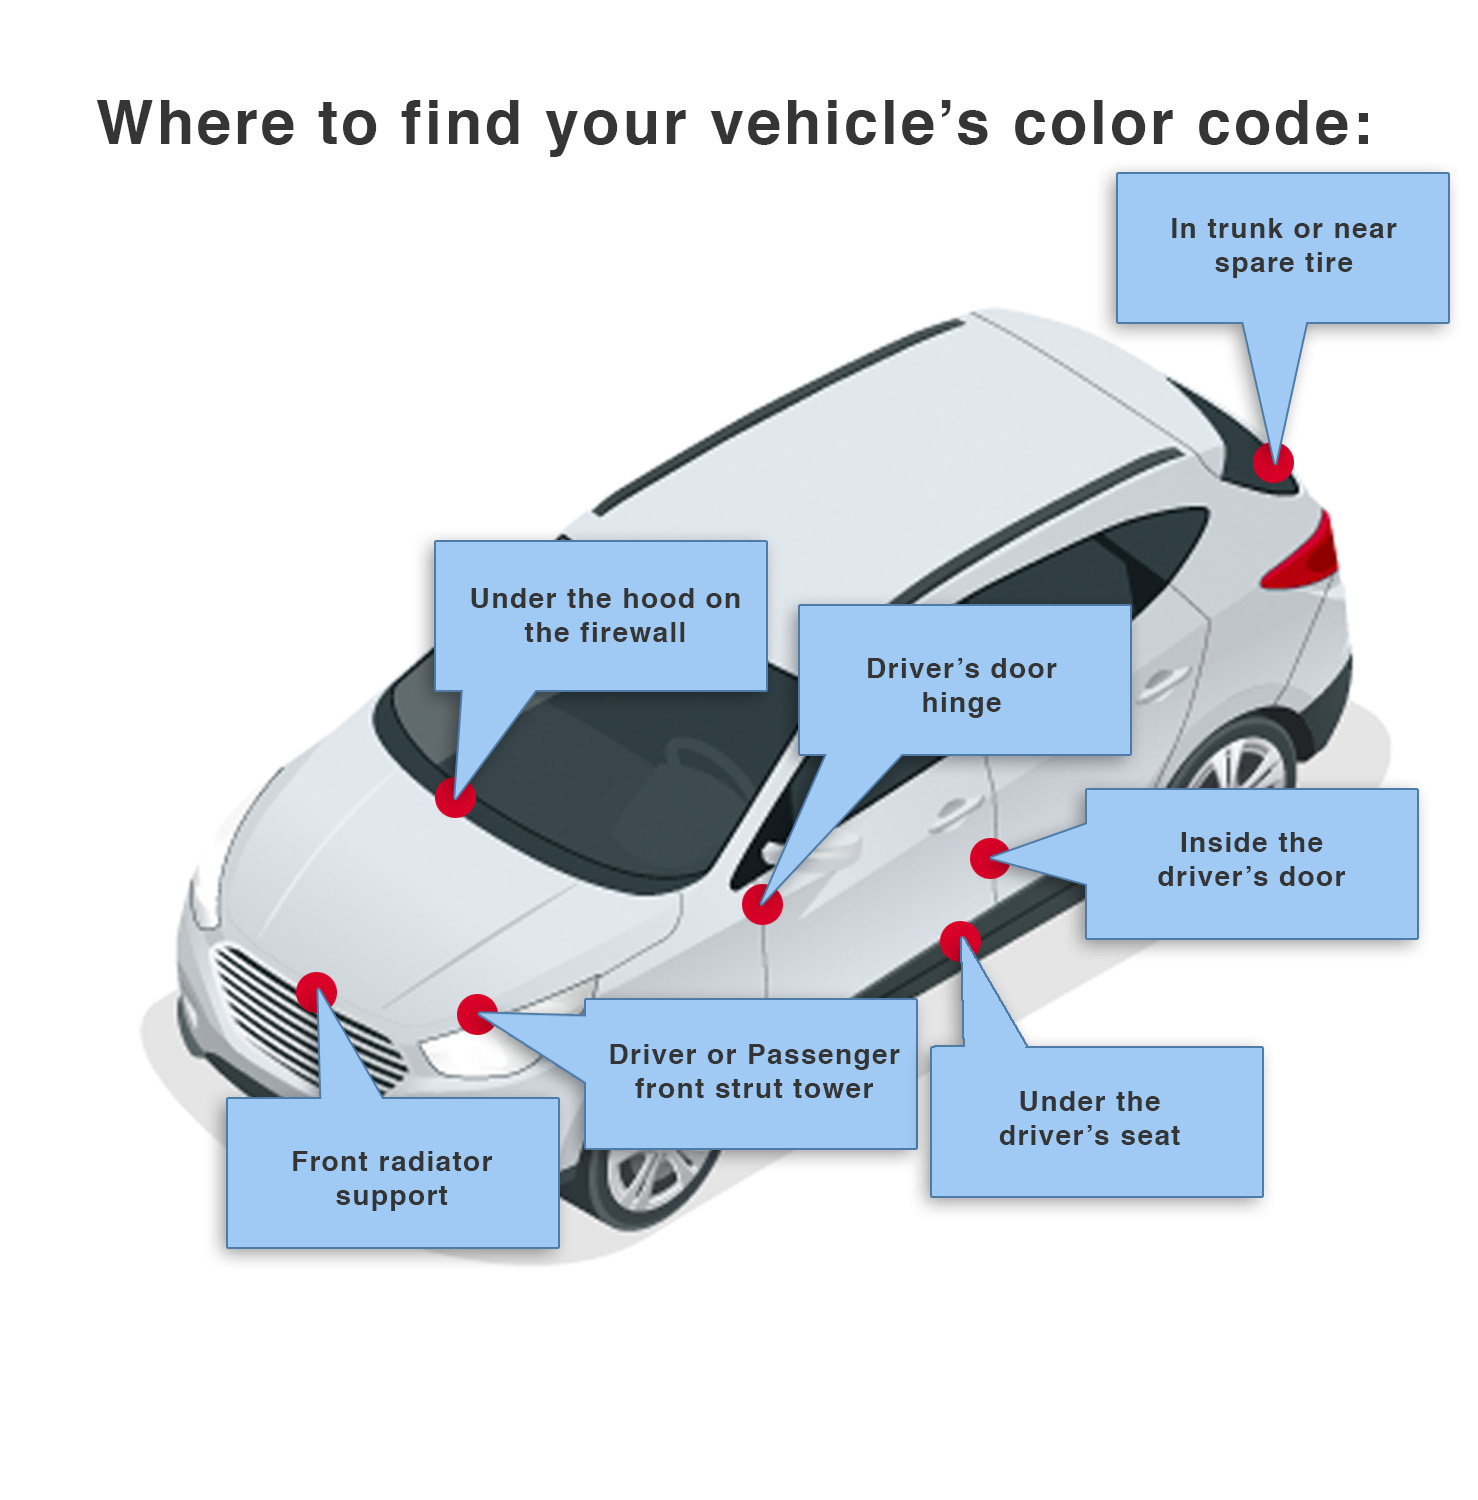 Where to find your vehicle’s color code:
In trunk or near
spare tire
Under the hood on
the firewall
Driver’s door
hinge
Inside the
driver’s door
Driver or Passenger
front strut tower
Under the
driver’s seat
Front radiator
support